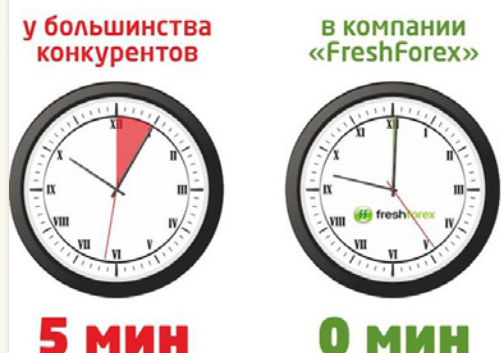 у большинства
конкурентов
XII
II
III
IV
V
VI
VII
VIII
IX
X
5 мин
в компании
«FreshForex»
XII
I
II
III
IV
V
VI
VII
VIII
IX
X
XI
freshforex
0 мин